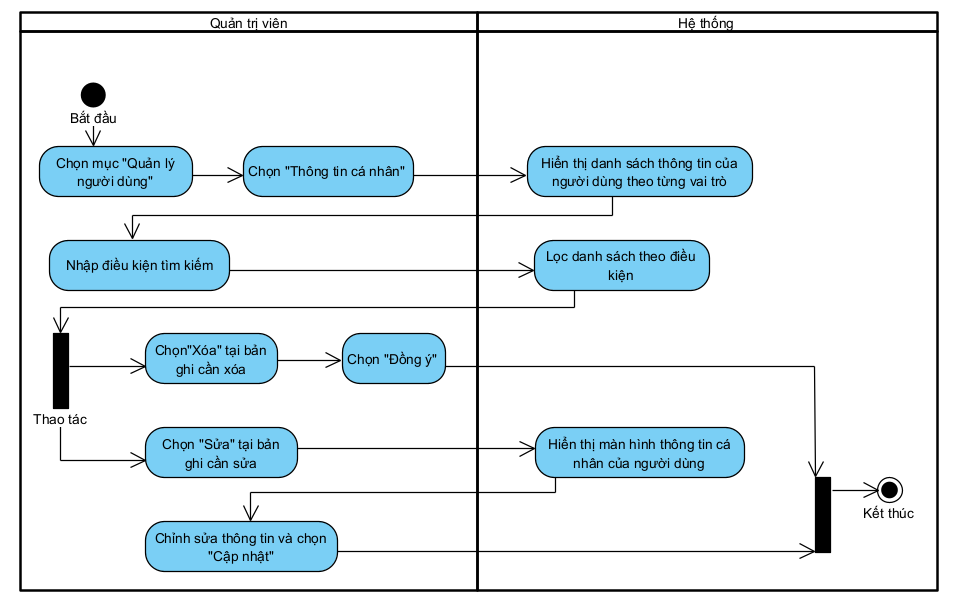 Quản trị viên
Hệ thống
Bắt đầu
Chọn mục "Quản lý
người dùng"
Chọn "Thông tin cá nhân"
Hiển thị danh sách thông tin của
người dùng theo từng vai trò
Nhập điều kiện tìm kiếm
Lọc danh sách theo điều
kiện
Chọn"Xóa" tại bản
ghi cần xóa
Chọn "Đồng ý"
Thao tác
Chọn "Sửa" tại bản
ghi cần sửa
Hiển thị màn hình thông tin cá
nhân của người dùng
Kết thúc
Chỉnh sửa thông tin và chọn
"Cập nhật"